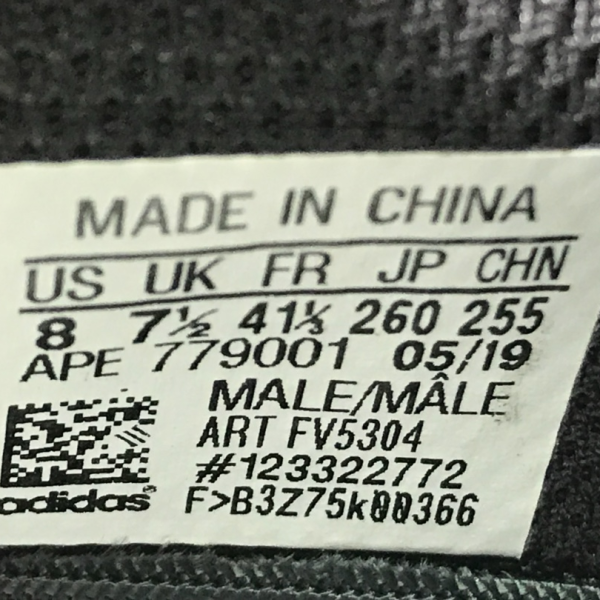 MADE IN CHINA
US UK FR JP CHN
8 7½ 41⅓ 260 255
APE 779001 05/19
MALE/MÂLE
ART FV5304
#123322772
adidas® F>B3Z75k00366